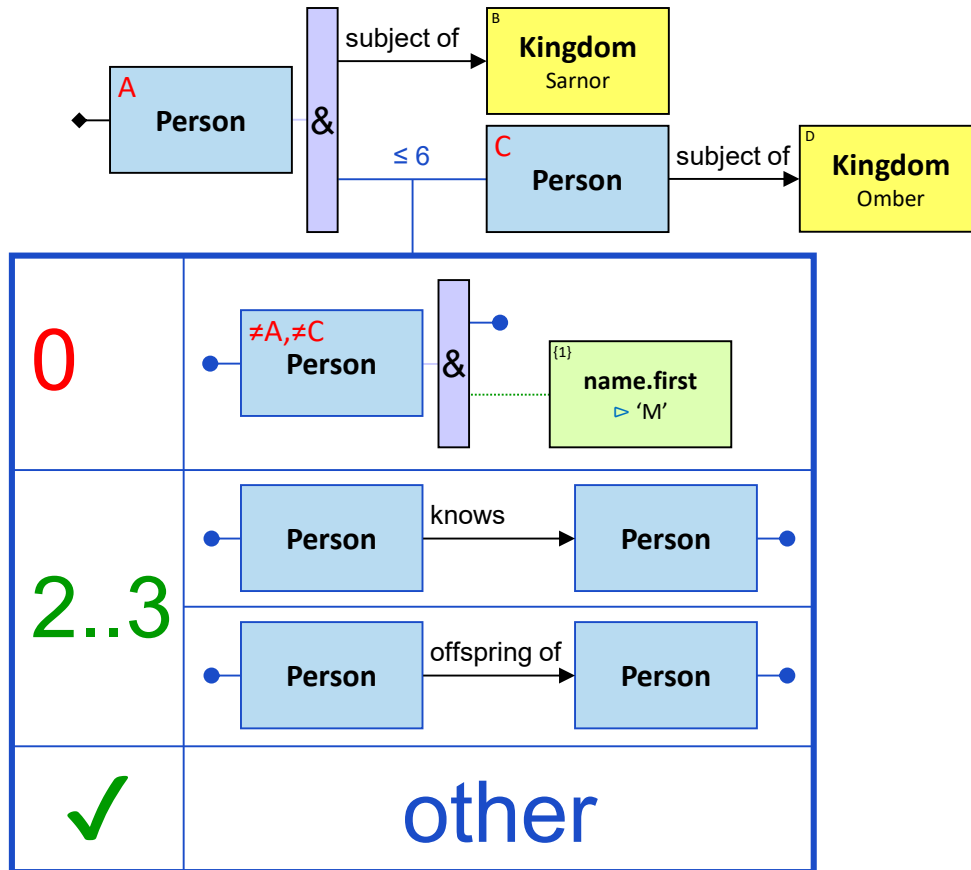 subject of
B
Kingdom
Sarnor
A
Person
&
≤ 6
C
Person
subject of
D
Kingdom
Omber
0
≠A,≠C
Person
&
{1}
name.first
▻ ‘M’
2..3
Person
knows
Person
Person
offspring of
Person
✓
other